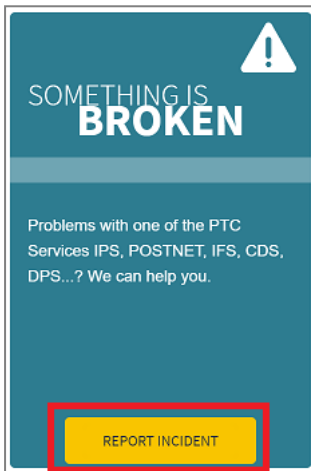 SOMETHING IS
BROKEN
Problems with one of the PTC
Services IPS, POSTNET, IFS, CDS,
DPS...? We can help you.
REPORT INCIDENT